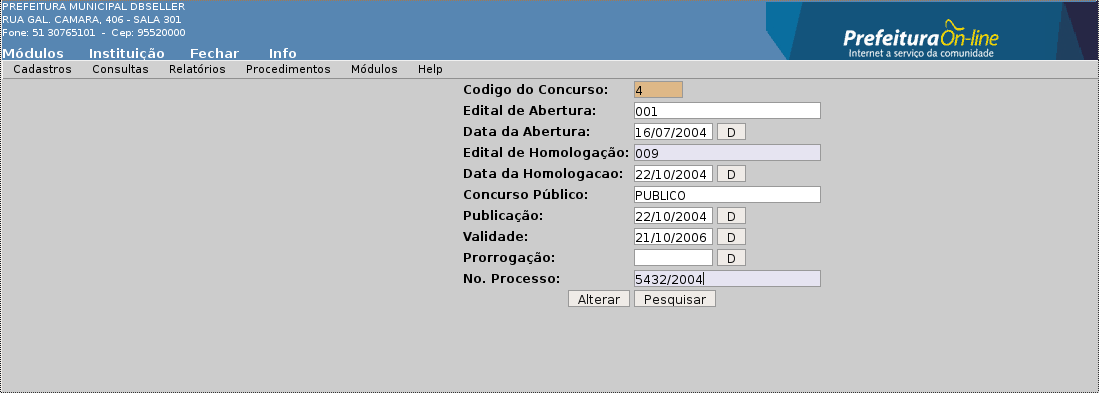 PREFEITURA MUNICIPAL DBSELLER
RUA GAL. CAMARA, 406 - SALA 301
Fone: 51 30765101 - Cep: 95520000
Módulos Instituição Fechar Info
PrefeituraOn-line
Internet a serviço da comunidade
Cadastros Consultas Relatórios Procedimentos Módulos Help
Codigo do Concurso: 4
Edital de Abertura: 001
Data da Abertura: 16/07/2004 D
Edital de Homologação: 009
Data da Homologacao: 22/10/2004 D
Concurso Público: PUBLICO
Publicação: 22/10/2004 D
Validade: 21/10/2006 D
Prorrogação: D
No. Processo: 5432/2004
Alterar Pesquisar